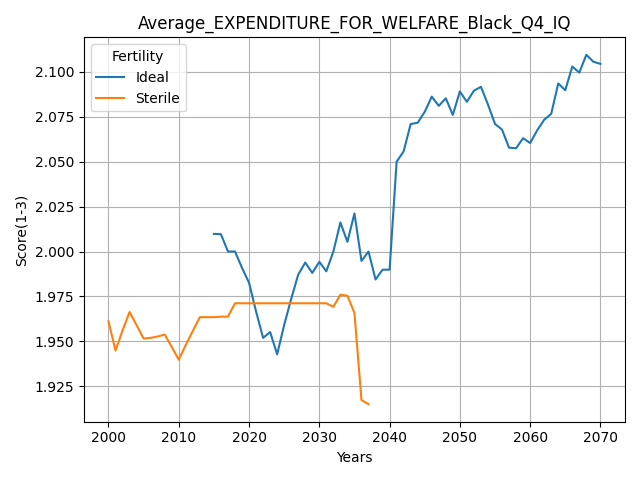 Average_EXPENDITURE_FOR_WELFARE_Black_Q4_IQ
Fertility
Ideal
Sterile
Score(1-3)
2.100
2.075
2.050
2.025
2.000
1.975
1.950
1.925
2000 2010 2020 2030 2040 2050 2060 2070
Years